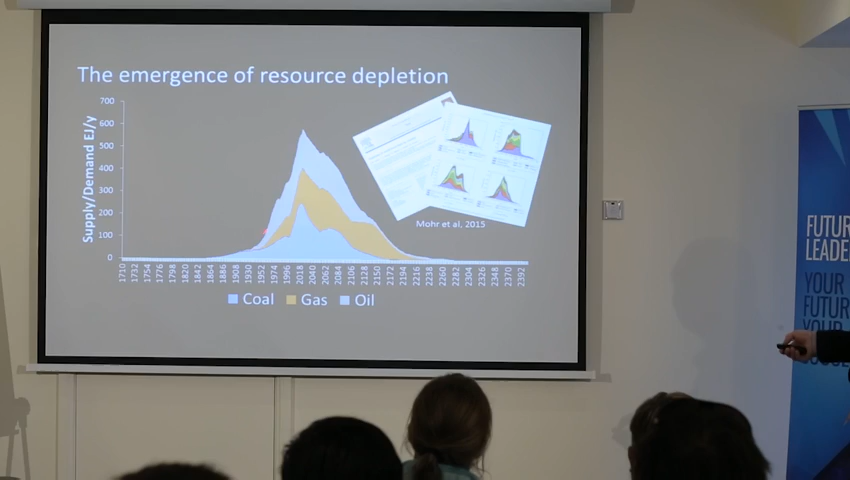 The emergence of resource depletion
Supply/Demand EJ/y
700
600
500
400
300
200
100
0
1710 1732 1754 1776 1798 1820 1842 1864 1886 1908 1930 1952 1974 1996 2018 2040 2062 2084 2106 2128 2150 2172 2194 2216 2238 2260 2282 2304 2326 2348 2370 2392
Coal Gas Oil
Mohr et al, 2015
FUTUR
LEADE
YOUR
FUTUR
YOUR